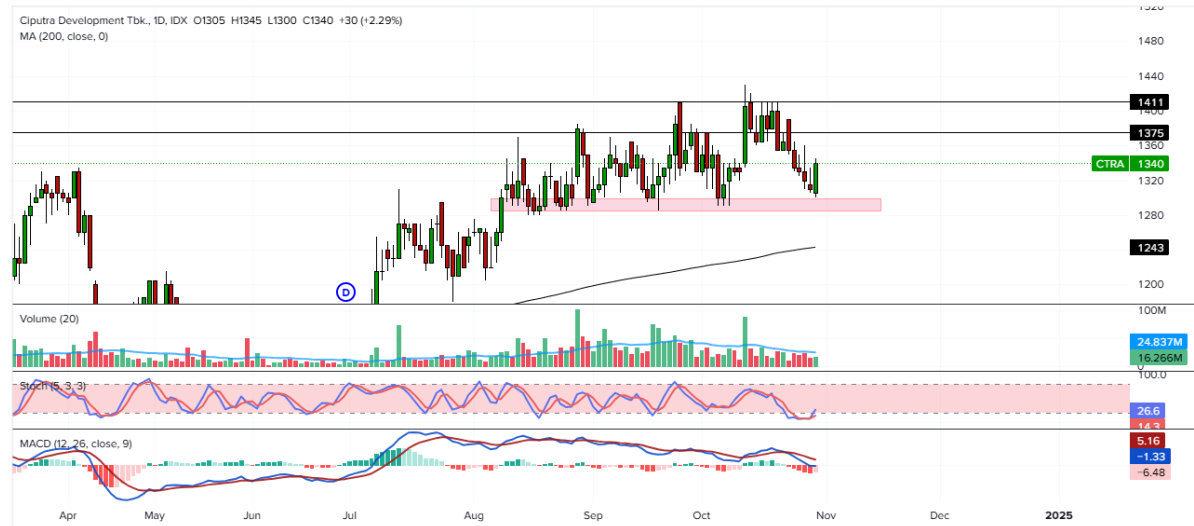 Ciputra Development Tbk., 1D, IDX O1305 H1345 L1300 C1340 +30 (+2.29%)
MA (200, close, 0)
1320
1480
1440
1411
1400
1375
1360
CTRA 1340
1320
1280
1243
1200
D
Volume (20)
100M
24.837M
16.266M
0
Stoch (5, 3, 3)
100.0
26.6
14.3
MACD (12, 26, close, 9)
5.16
−1.33
−6.48
Apr May Jun Jul Aug Sep Oct Nov Dec 2025